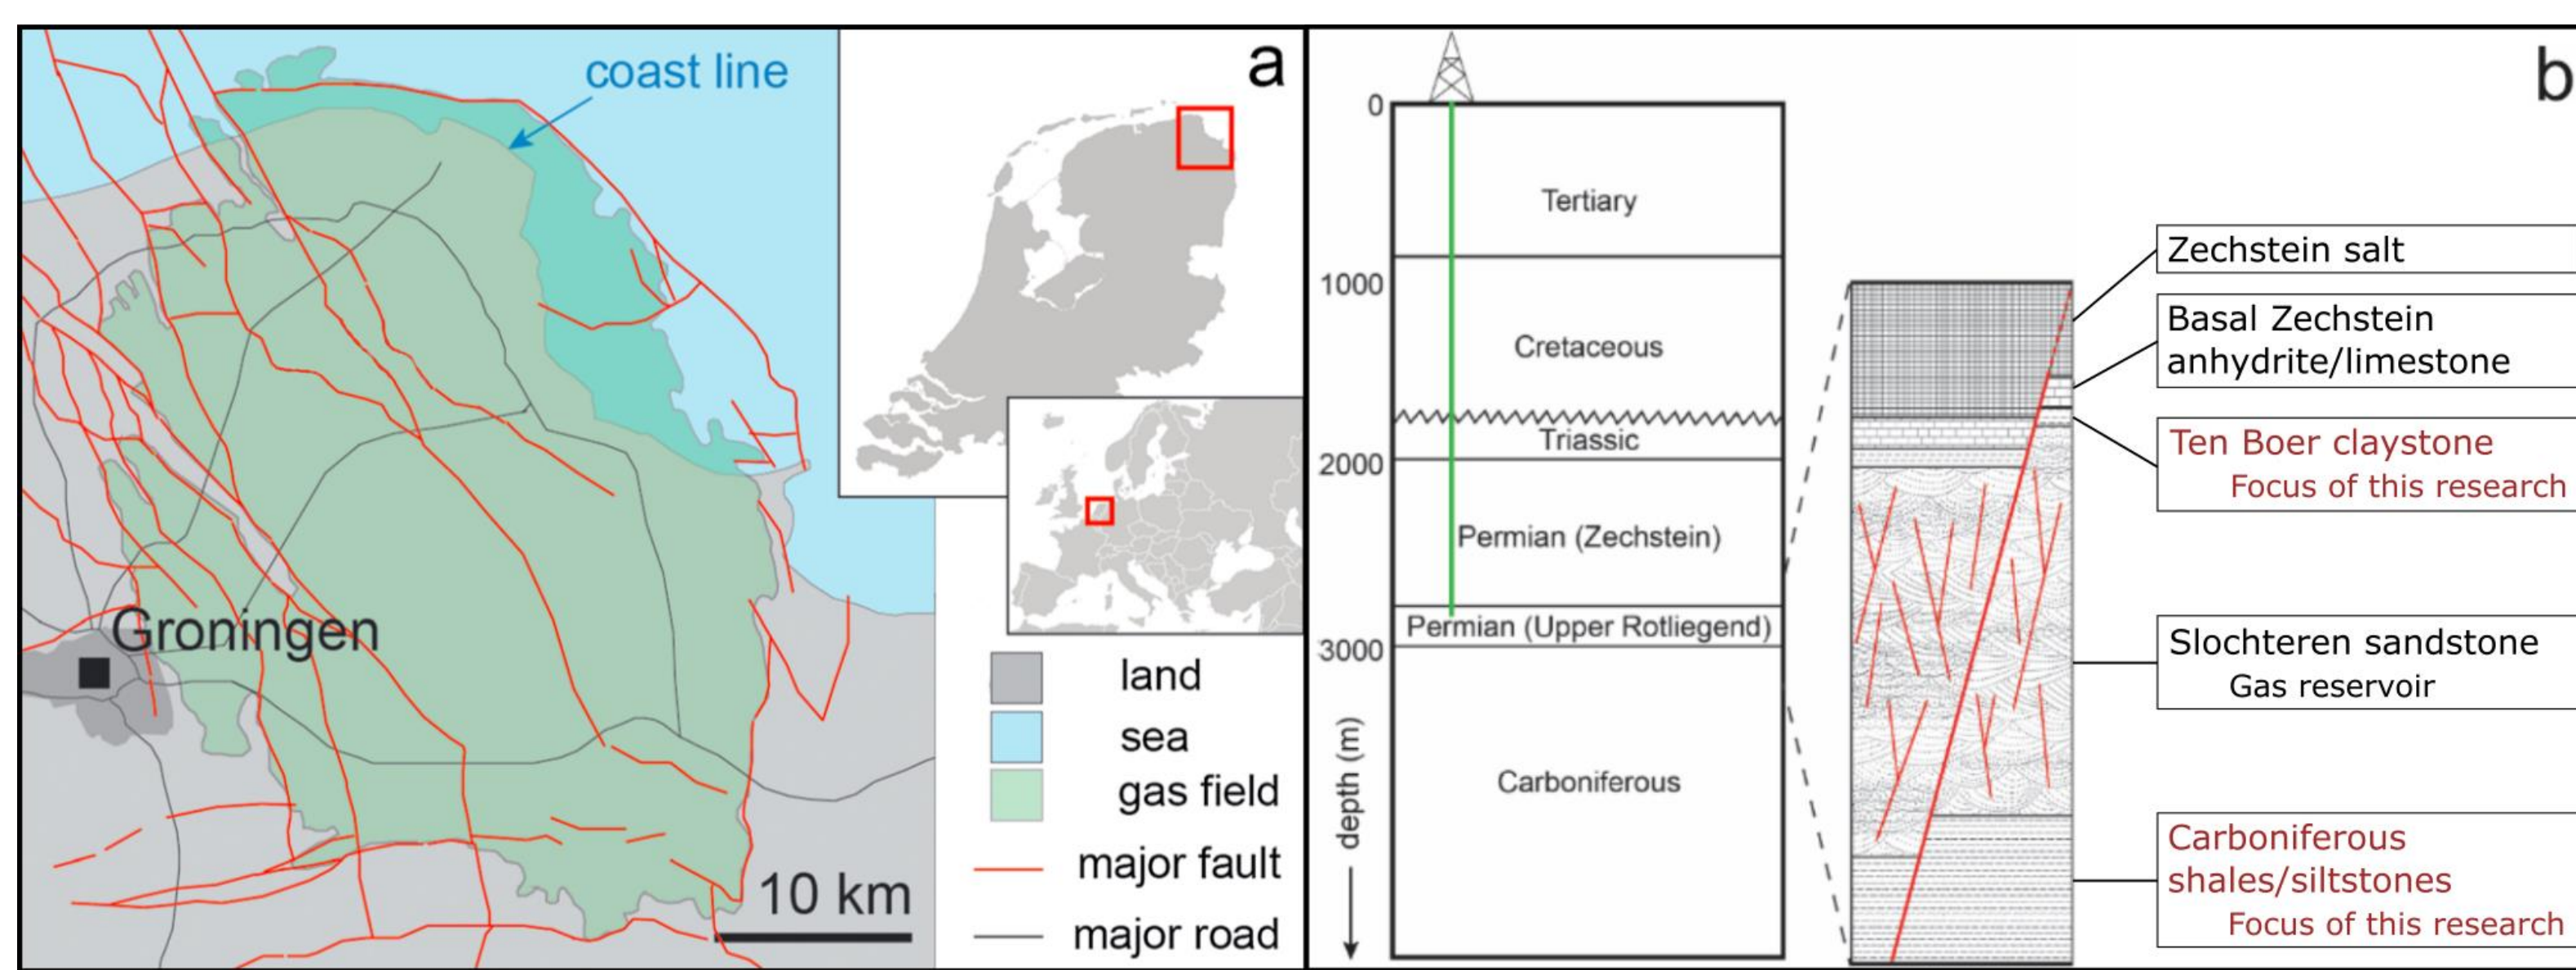 coast line
a
Groningen
land
sea
gas field
major fault
major road
10 km
b
0
1000
2000
3000
depth (m)
Tertiary
Cretaceous
Triassic
Permian (Zechstein)
Permian (Upper Rotliegend)
Carboniferous
Zechstein salt
Basal Zechstein
anhydrite/limestone
Ten Boer claystone
Focus of this research
Slochteren sandstone
Gas reservoir
Carboniferous
shales/siltstones
Focus of this research